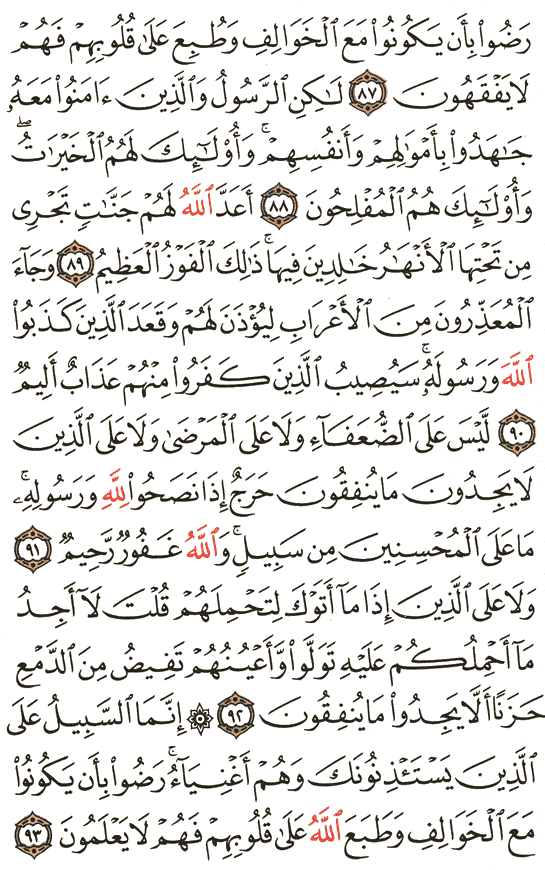 رَضُوا۟ بِأَن يَكُونُوا۟ مَعَ ٱلْخَوَالِفِ وَطُبِعَ عَلَىٰ قُلُوبِهِمْ فَهُمْ
لَا يَفْقَهُونَ ٨٧ لَـٰكِنِ ٱلرَّسُولُ وَٱلَّذِينَ ءَامَنُوا۟ مَعَهُۥ
جَـٰهَدُوا۟ بِأَمْوَٰلِهِمْ وَأَنفُسِهِمْ ۚ وَأُو۟لَـٰٓئِكَ لَهُمُ ٱلْخَيْرَٰتُ ۖ
وَأُو۟لَـٰٓئِكَ هُمُ ٱلْمُفْلِحُونَ ٨٨ أَعَدَّ ٱللَّهُ لَهُمْ جَنَّـٰتٍ تَجْرِى
مِن تَحْتِهَا ٱلْأَنْهَـٰرُ خَـٰلِدِينَ فِيهَا ۚ ذَٰلِكَ ٱلْفَوْزُ ٱلْعَظِيمُ ٨٩ وَجَآءَ
ٱلْمُعَذِّرُونَ مِنَ ٱلْأَعْرَابِ لِيُؤْذَنَ لَهُمْ وَقَعَدَ ٱلَّذِينَ كَذَبُوا۟
ٱللَّهَ وَرَسُولَهُۥ ۚ سَيُصِيبُ ٱلَّذِينَ كَفَرُوا۟ مِنْهُمْ عَذَابٌ أَلِيمٌ
٩٠ لَّيْسَ عَلَى ٱلضُّعَفَآءِ وَلَا عَلَى ٱلْمَرْضَىٰ وَلَا عَلَى ٱلَّذِينَ
لَا يَجِدُونَ مَا يُنفِقُونَ حَرَجٌ إِذَا نَصَحُوا۟ لِلَّهِ وَرَسُولِهِۦ ۚ
مَا عَلَى ٱلْمُحْسِنِينَ مِن سَبِيلٍ ۚ وَٱللَّهُ غَفُورٌ رَّحِيمٌ ٩١
وَلَا عَلَى ٱلَّذِينَ إِذَا مَآ أَتَوْكَ لِتَحْمِلَهُمْ قُلْتَ لَآ أَجِدُ
مَآ أَحْمِلُكُمْ عَلَيْهِ تَوَلَّوا۟ وَّأَعْيُنُهُمْ تَفِيضُ مِنَ ٱلدَّمْعِ
حَزَنًا أَلَّا يَجِدُوا۟ مَا يُنفِقُونَ ٩٢ ۞ إِنَّمَا ٱلسَّبِيلُ عَلَى
ٱلَّذِينَ يَسْتَـْٔذِنُونَكَ وَهُمْ أَغْنِيَآءُ ۚ رَضُوا۟ بِأَن يَكُونُوا۟
مَعَ ٱلْخَوَالِفِ وَطَبَعَ ٱللَّهُ عَلَىٰ قُلُوبِهِمْ فَهُمْ لَا يَعْلَمُونَ ٩٣